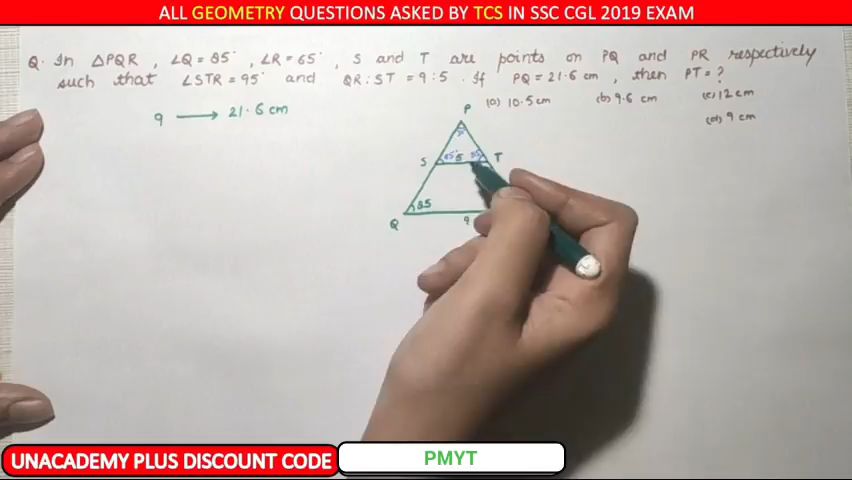 ALL GEOMETRY QUESTIONS ASKED BY TCS IN SSC CGL 2019 EXAM
Q. In △PQR, ∠Q = 85°, ∠R = 65°, S and T are points on PQ and PR respectively
such that ∠STR = 95° and QR : ST = 9 : 5. If PQ = 21.6 cm, then PT = ?
(a) 10.5 cm (b) 9.6 cm (c) 12 cm
(d) 9 cm
9 → 21.6 cm
P
S 65° 5 85° T
85
Q 9
UNACADEMY PLUS DISCOUNT CODE PMYT